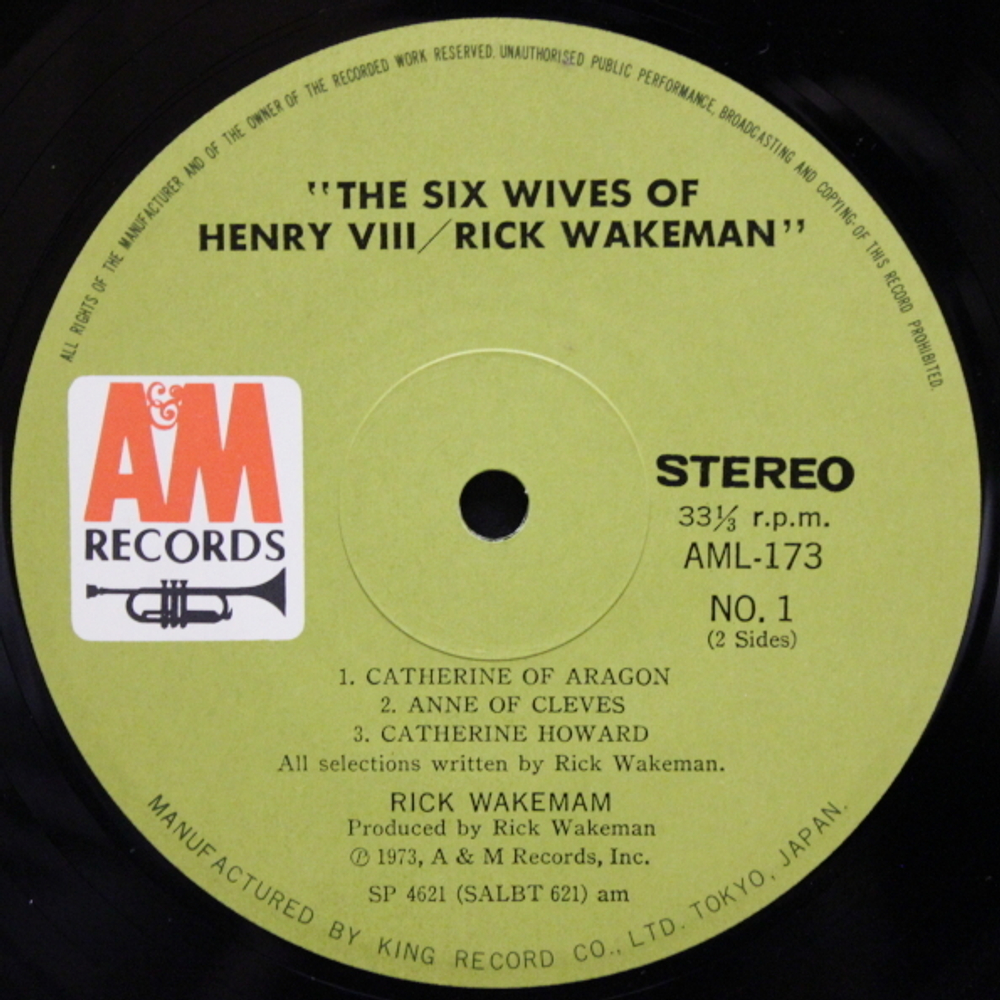 ALL RIGHTS OF THE MANUFACTURER AND OF THE OWNER OF THE RECORDED WORK RESERVED. UNAUTHORISED PUBLIC PERFORMANCE, BROADCASTING AND COPYING OF THIS RECORD PROHIBITED.
"THE SIX WIVES OF
HENRY VIII/RICK WAKEMAN"
A&M
RECORDS
STEREO
33⅓ r.p.m.
AML-173
NO. 1
(2 Sides)
1. CATHERINE OF ARAGON
2. ANNE OF CLEVES
3. CATHERINE HOWARD
All selections written by Rick Wakeman.
RICK WAKEMAM
Produced by Rick Wakeman
℗ 1973, A & M Records, Inc.
SP 4621 (SALBT 621) am
MANUFACTURED BY KING RECORD CO., LTD. TOKYO, JAPAN.